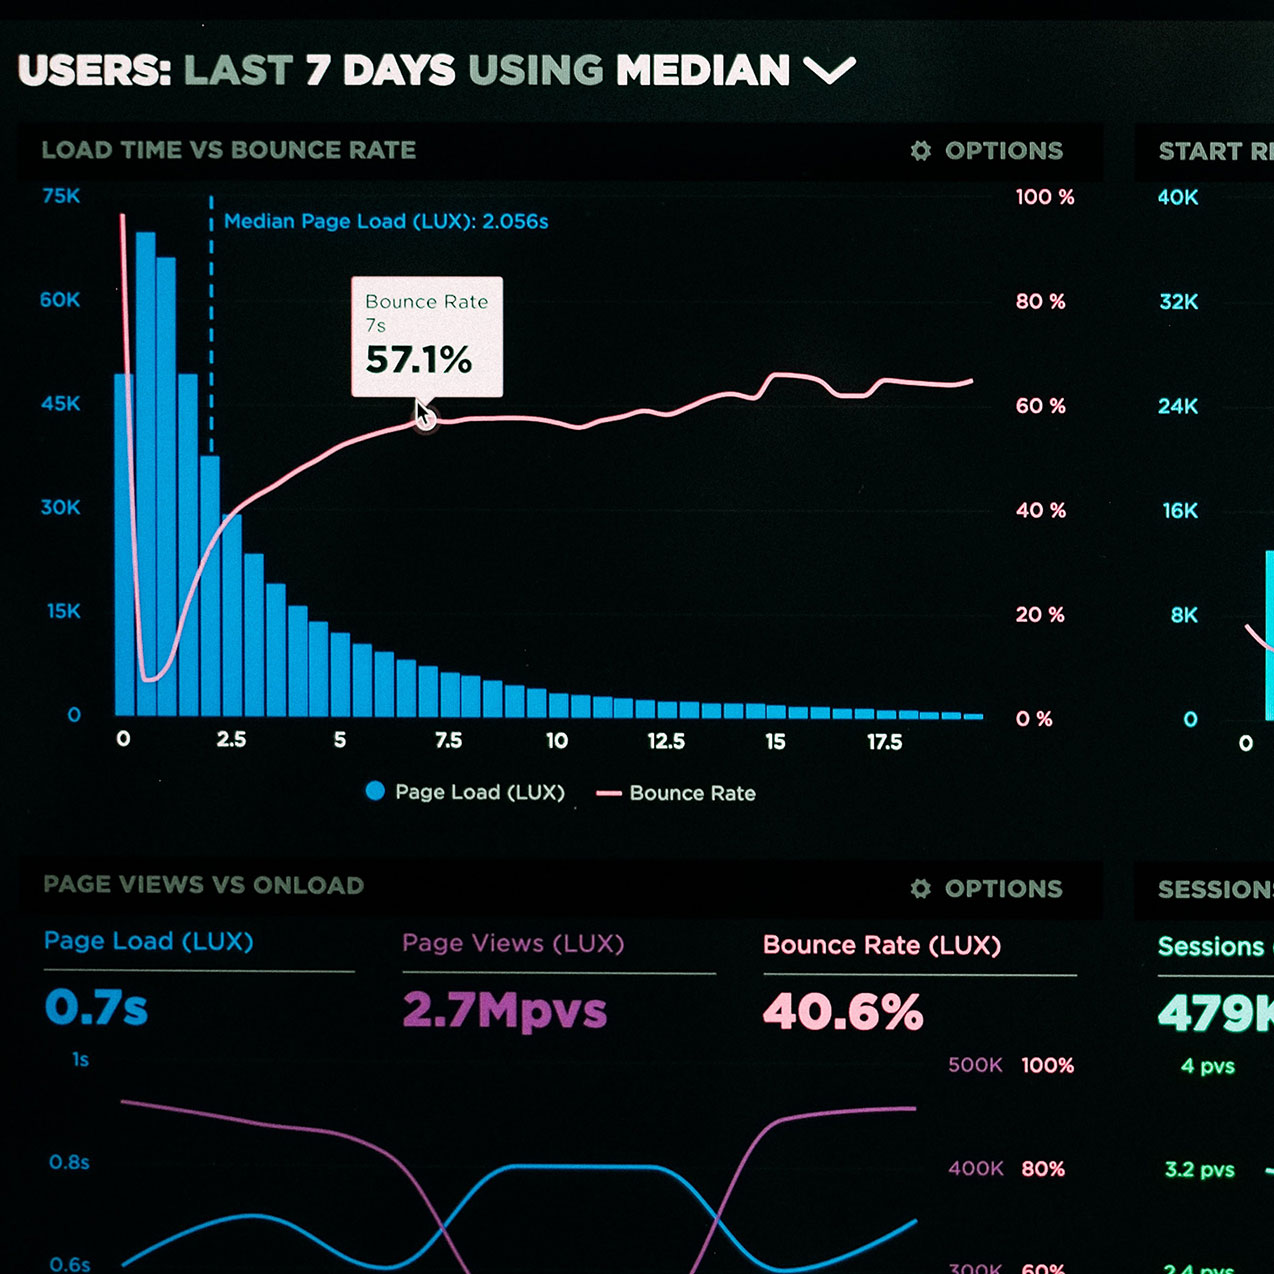 USERS: LAST 7 DAYS USING MEDIAN
LOAD TIME VS BOUNCE RATE
OPTIONS
75K
60K
45K
30K
15K
0
Median Page Load (LUX): 2.056s
Bounce Rate
7s
57.1%
100 %
80 %
60 %
40 %
20 %
0 %
0 2.5 5 7.5 10 12.5 15 17.5
Page Load (LUX) Bounce Rate
START
40K
32K
24K
16K
8K
0
0
PAGE VIEWS VS ONLOAD
OPTIONS
Page Load (LUX)
0.7s
Page Views (LUX)
2.7Mpvs
Bounce Rate (LUX)
40.6%
1s
0.8s
0.6s
500K 100%
400K 80%
300K 60%
SESSIONS
Sessions
479K
4 pvs
3.2 pvs
2.4 pvs